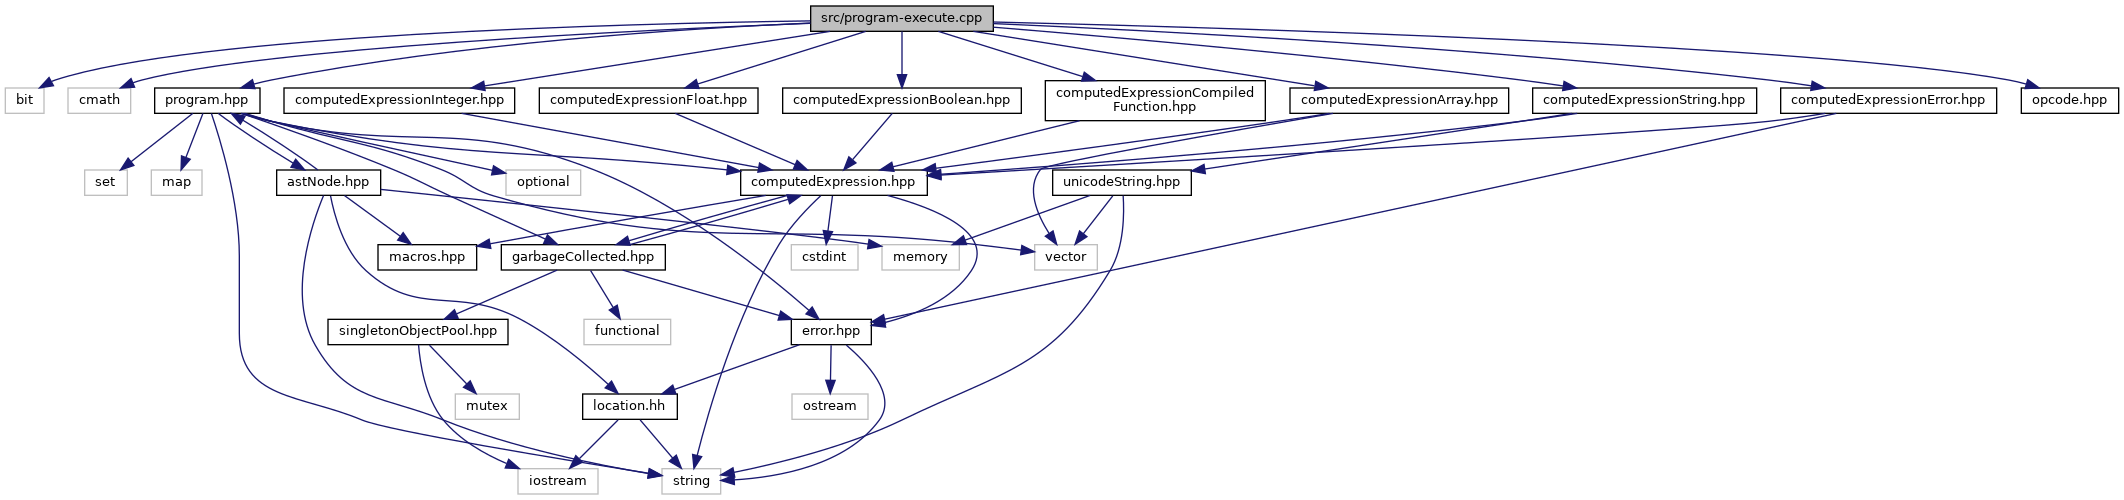 src/program-execute.cpp
bit
cmath
program.hpp
computedExpressionInteger.hpp
computedExpressionFloat.hpp
computedExpressionBoolean.hpp
computedExpressionCompiled
Function.hpp
computedExpressionArray.hpp
computedExpressionString.hpp
computedExpressionError.hpp
opcode.hpp
set
map
astNode.hpp
optional
computedExpression.hpp
unicodeString.hpp
macros.hpp
garbageCollected.hpp
cstdint
memory
vector
singletonObjectPool.hpp
functional
error.hpp
mutex
location.hh
ostream
iostream
string